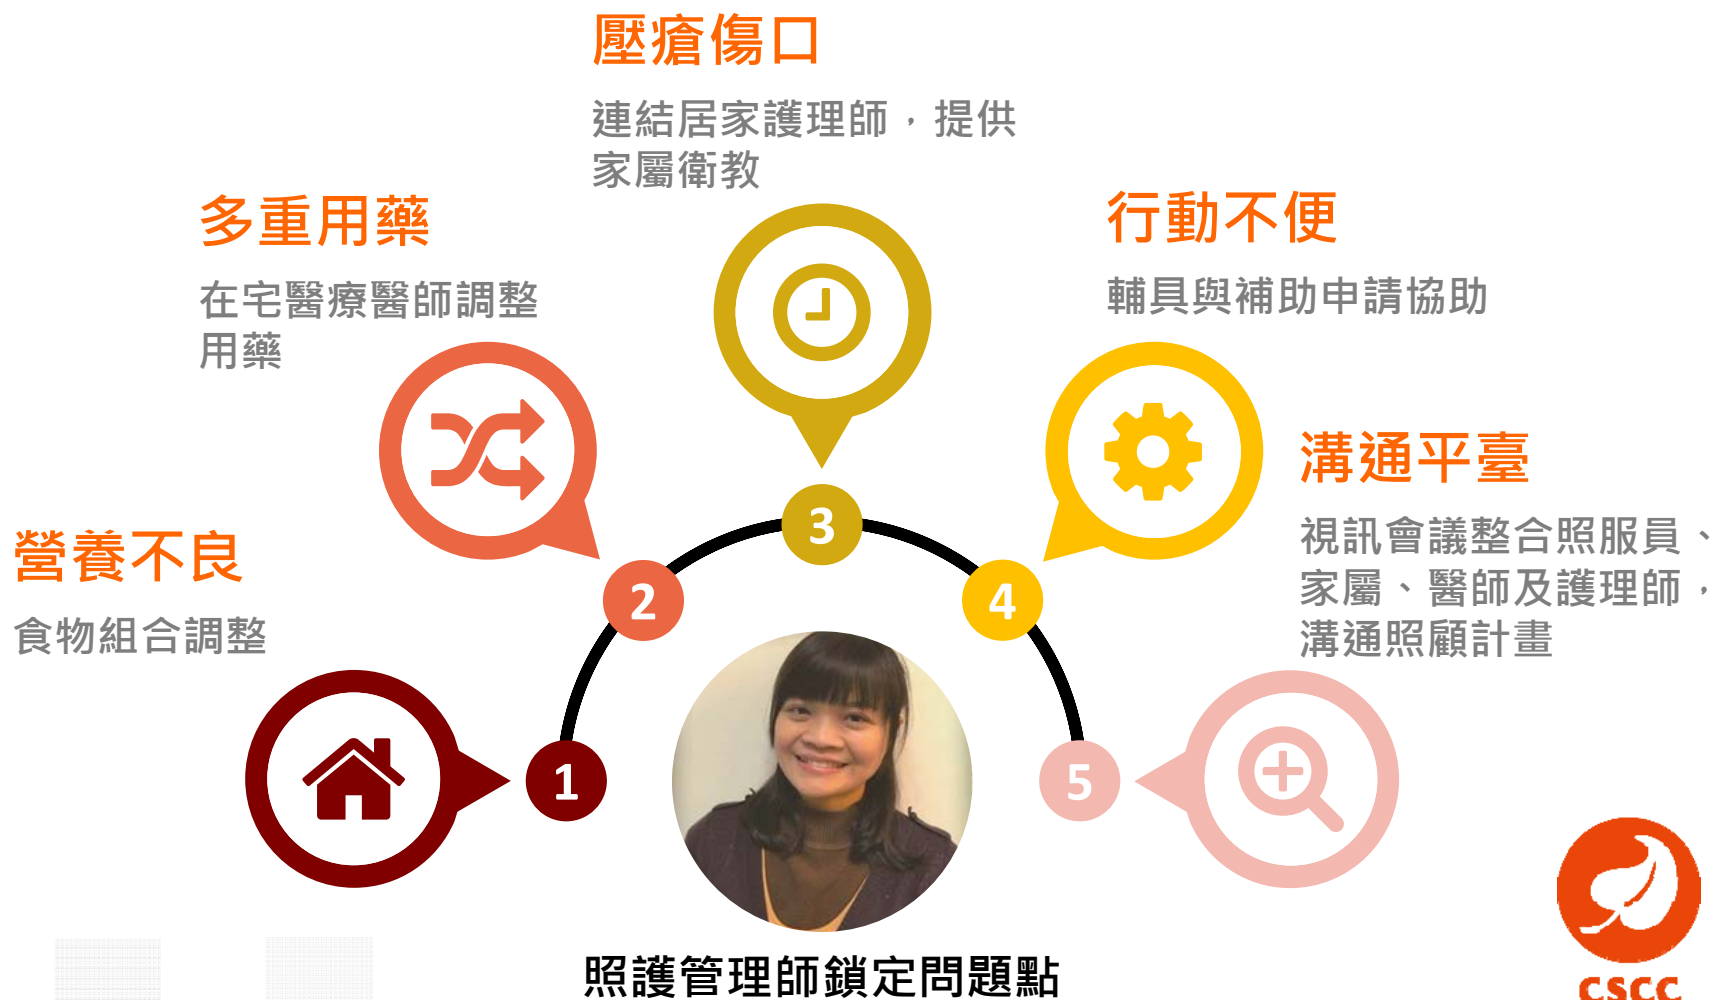 壓瘡傷口
連結居家護理師，提供
家屬衛教
多重用藥
在宅醫療醫師調整
用藥
行動不便
輔具與補助申請協助
溝通平臺
視訊會議整合照服員、
家屬、醫師及護理師，
溝通照顧計畫
營養不良
食物組合調整
1
2
3
4
5
照護管理師鎖定問題點
CSCC